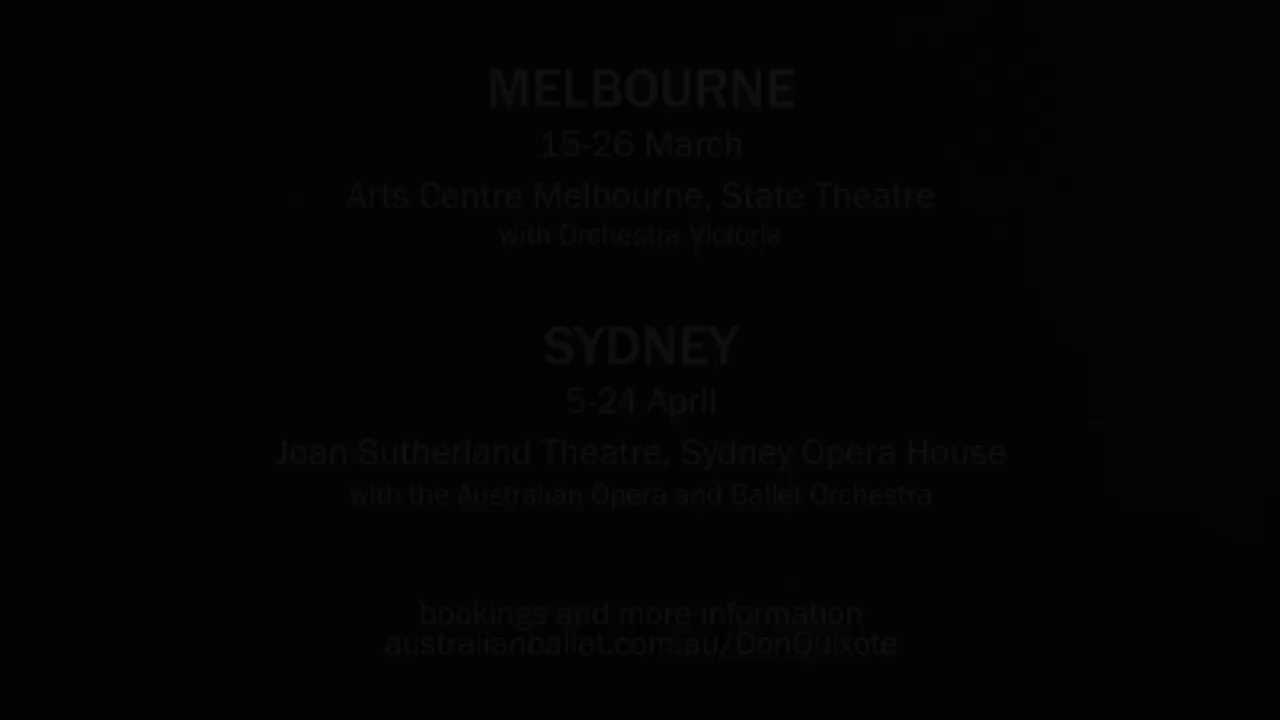 MELBOURNE
15-26 March
Arts Centre Melbourne, State Theatre
with Orchestra Victoria
SYDNEY
5-24 April
Joan Sutherland Theatre, Sydney Opera House
with the Australian Opera and Ballet Orchestra
bookings and more information
australianballet.com.au/DonQuixote